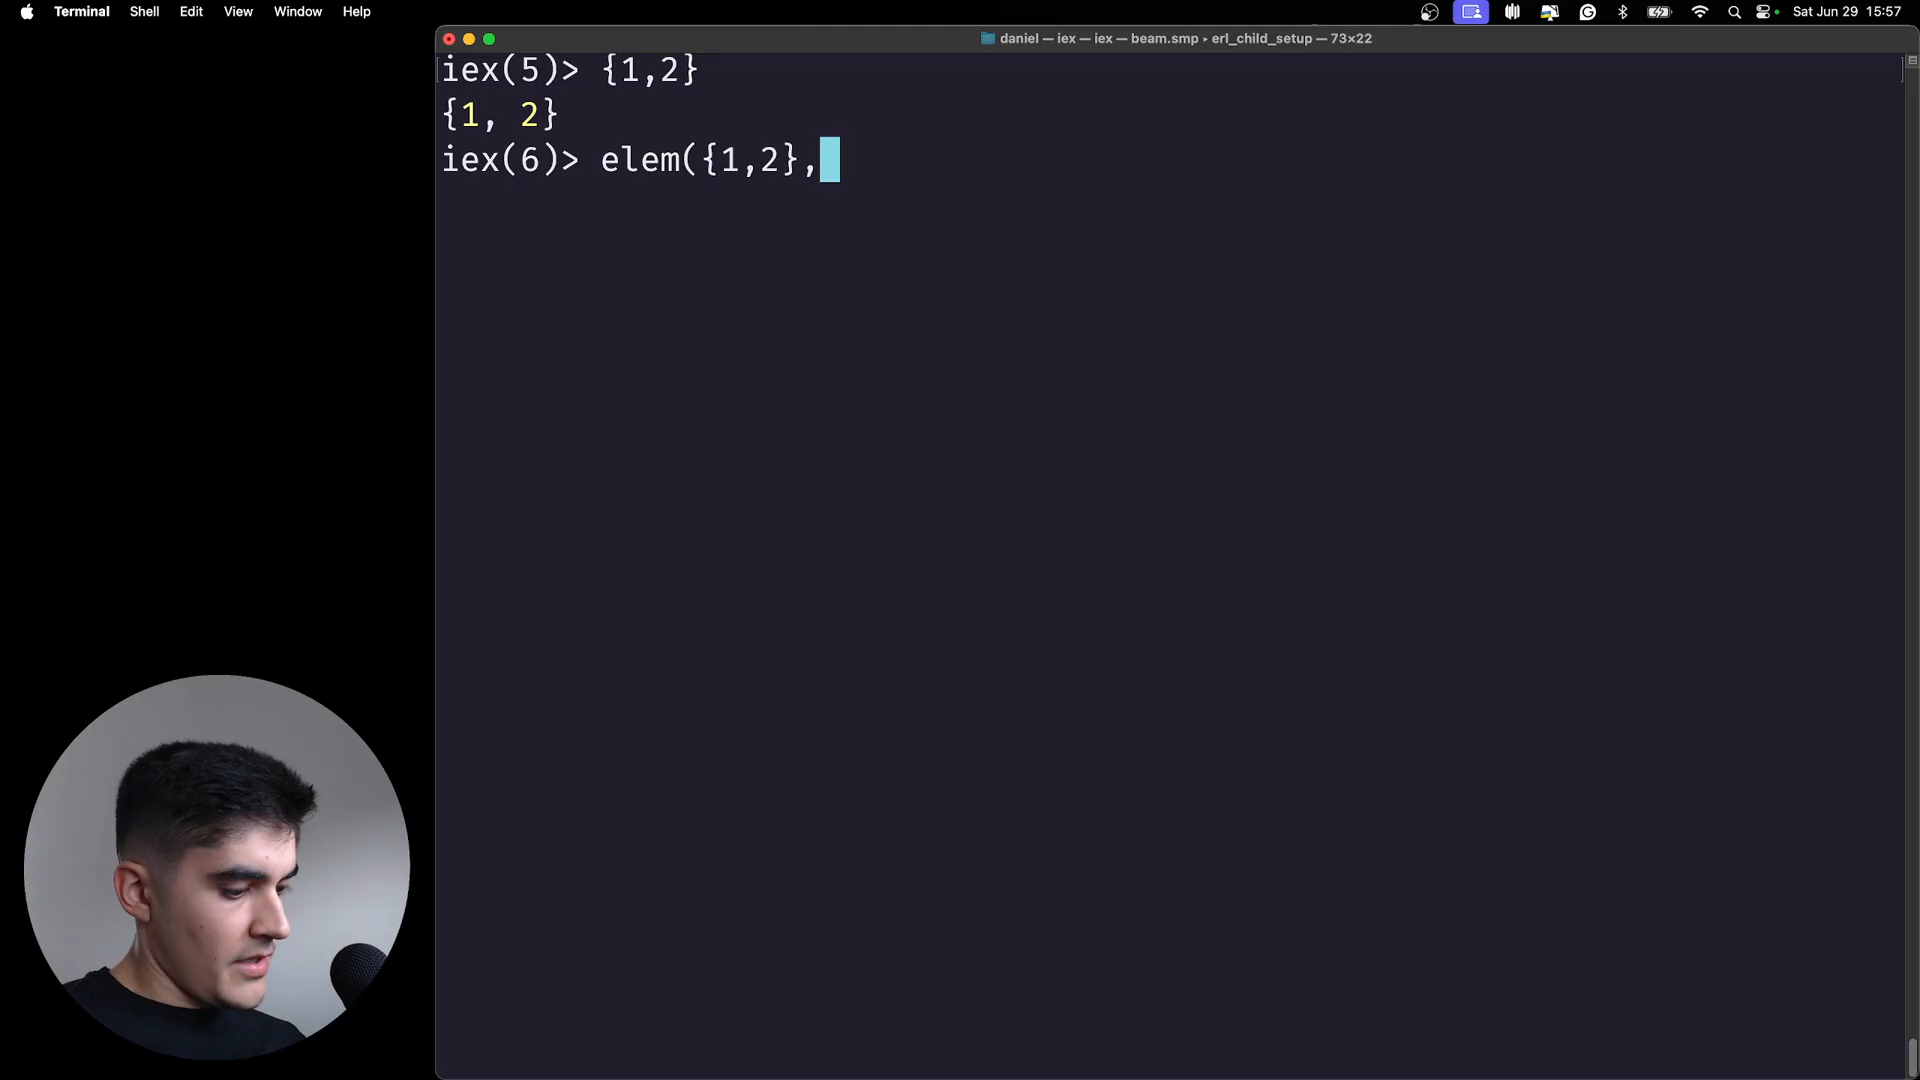 Terminal Shell Edit View Window Help Sat Jun 29 15:57
daniel — iex — iex — beam.smp ▸ erl_child_setup — 73×22
iex(5)> {1,2}
{1, 2}
iex(6)> elem({1,2},